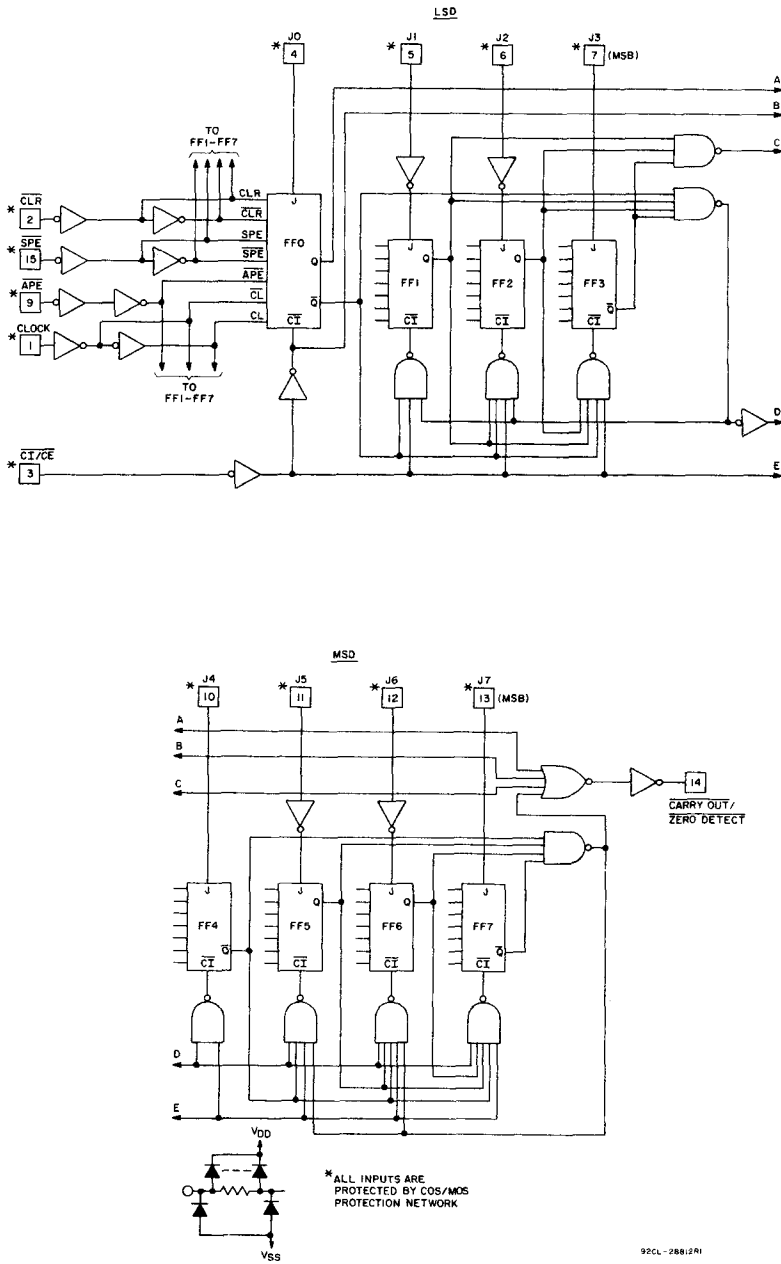 LSD
* J0 * J1 * J2 * J3
4 5 6 7 (MSB)
A
B
TO
FF1-FF7
C
CLR
* 2
CLR
J
CLR
SPE
* 15
SPE
FF0
SPE
Q
APE
* 9
APE
Q
CL
CL
CI
* CLOCK
1
TO
FF1-FF7
J
Q
FF1
CI
J
Q
FF2
CI
J
FF3
Q
CI
D
* CI/CE
3
E
MSD
* J4 * J5 * J6 * J7
10 11 12 13 (MSB)
A
B
C
14
CARRY OUT/
ZERO DETECT
J
FF4
Q
CI
J
Q
FF5
CI
J
Q
FF6
CI
J
FF7
Q
CI
D
E
VDD
VSS
* ALL INPUTS ARE
PROTECTED BY COS/MOS
PROTECTION NETWORK
92CL-28812R1